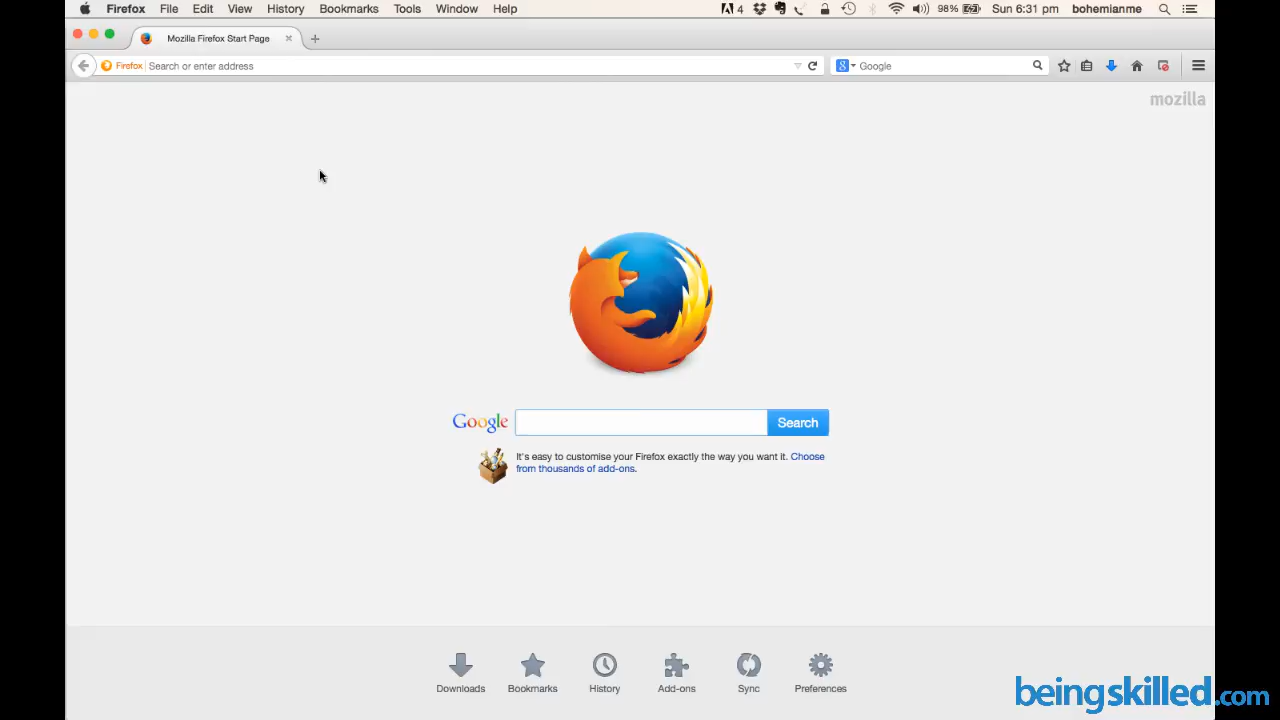 Firefox File Edit View History Bookmarks Tools Window Help 4 98% Sun 6:31 pm bohemianme
Mozilla Firefox Start Page
Firefox Search or enter address Google
mozilla
Google Search
It's easy to customise your Firefox exactly the way you want it. Choose
from thousands of add-ons.
Downloads Bookmarks History Add-ons Sync Preferences
beingskilled.com